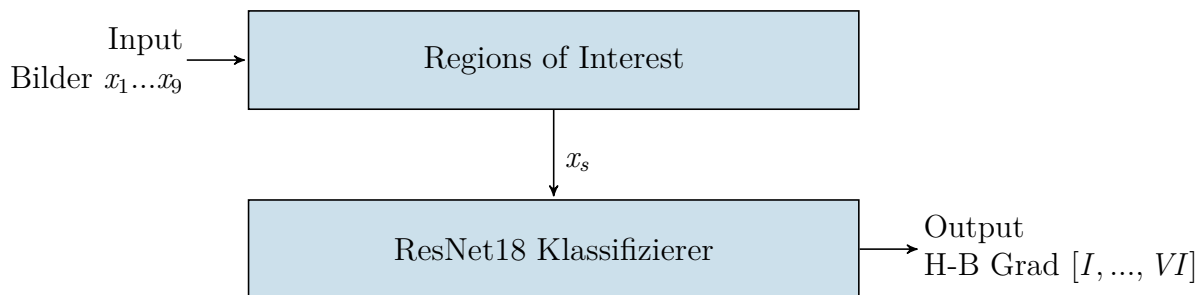 Input
Bilder x₁...x₉
Regions of Interest
xₛ
ResNet18 Klassifizierer
Output
H-B Grad [I, ..., VI]